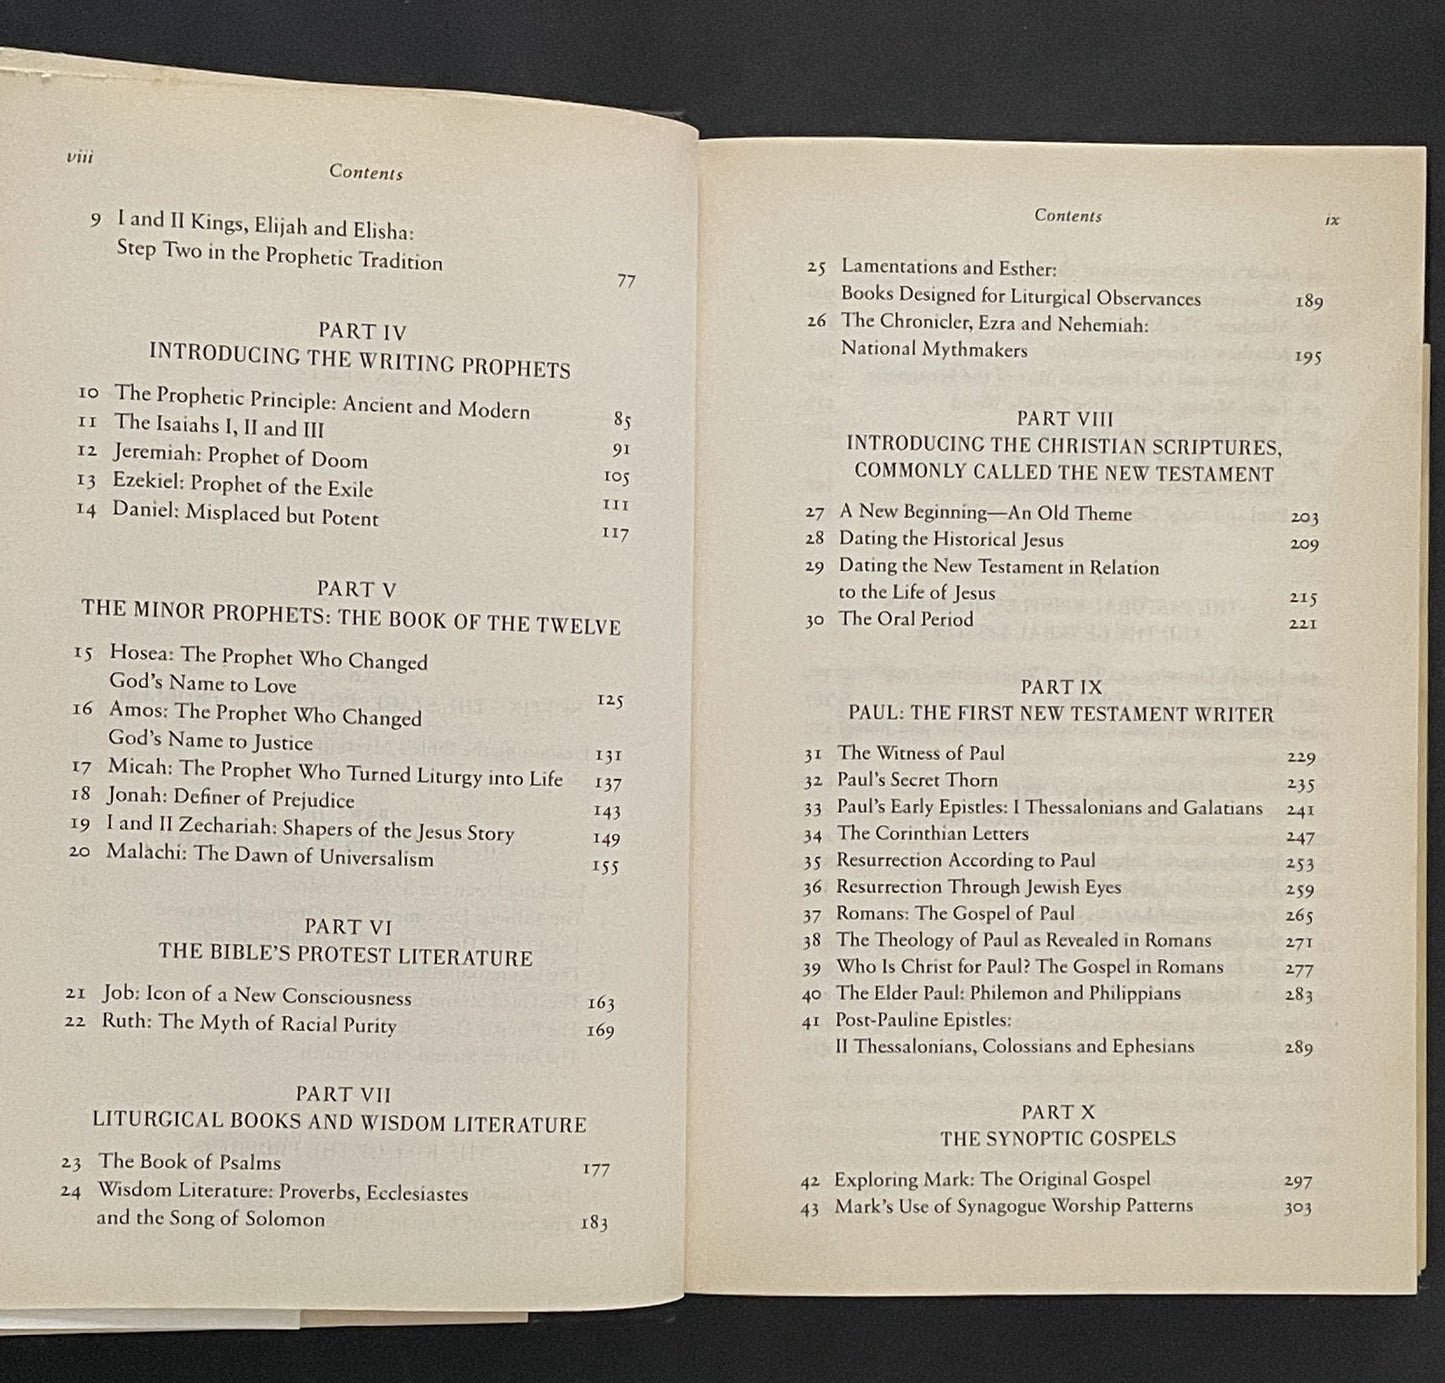 viii
Contents
9 I and II Kings, Elijah and Elisha:
Step Two in the Prophetic Tradition 77
PART IV
INTRODUCING THE WRITING PROPHETS
10 The Prophetic Principle: Ancient and Modern 85
11 The Isaiahs I, II and III 91
12 Jeremiah: Prophet of Doom 105
13 Ezekiel: Prophet of the Exile 111
14 Daniel: Misplaced but Potent 117
PART V
THE MINOR PROPHETS: THE BOOK OF THE TWELVE
15 Hosea: The Prophet Who Changed
God's Name to Love 125
16 Amos: The Prophet Who Changed
God's Name to Justice 131
17 Micah: The Prophet Who Turned Liturgy into Life 137
18 Jonah: Definer of Prejudice 143
19 I and II Zechariah: Shapers of the Jesus Story 149
20 Malachi: The Dawn of Universalism 155
PART VI
THE BIBLE'S PROTEST LITERATURE
21 Job: Icon of a New Consciousness 163
22 Ruth: The Myth of Racial Purity 169
PART VII
LITURGICAL BOOKS AND WISDOM LITERATURE
23 The Book of Psalms 177
24 Wisdom Literature: Proverbs, Ecclesiastes
and the Song of Solomon 183
Contents
ix
25 Lamentations and Esther:
Books Designed for Liturgical Observances 189
26 The Chronicler, Ezra and Nehemiah:
National Mythmakers 195
PART VIII
INTRODUCING THE CHRISTIAN SCRIPTURES,
COMMONLY CALLED THE NEW TESTAMENT
27 A New Beginning—An Old Theme 203
28 Dating the Historical Jesus 209
29 Dating the New Testament in Relation
to the Life of Jesus 215
30 The Oral Period 221
PART IX
PAUL: THE FIRST NEW TESTAMENT WRITER
31 The Witness of Paul 229
32 Paul's Secret Thorn 235
33 Paul's Early Epistles: I Thessalonians and Galatians 241
34 The Corinthian Letters 247
35 Resurrection According to Paul 253
36 Resurrection Through Jewish Eyes 259
37 Romans: The Gospel of Paul 265
38 The Theology of Paul as Revealed in Romans 271
39 Who Is Christ for Paul? The Gospel in Romans 277
40 The Elder Paul: Philemon and Philippians 283
41 Post-Pauline Epistles:
II Thessalonians, Colossians and Ephesians 289
PART X
THE SYNOPTIC GOSPELS
42 Exploring Mark: The Original Gospel 297
43 Mark's Use of Synagogue Worship Patterns 303